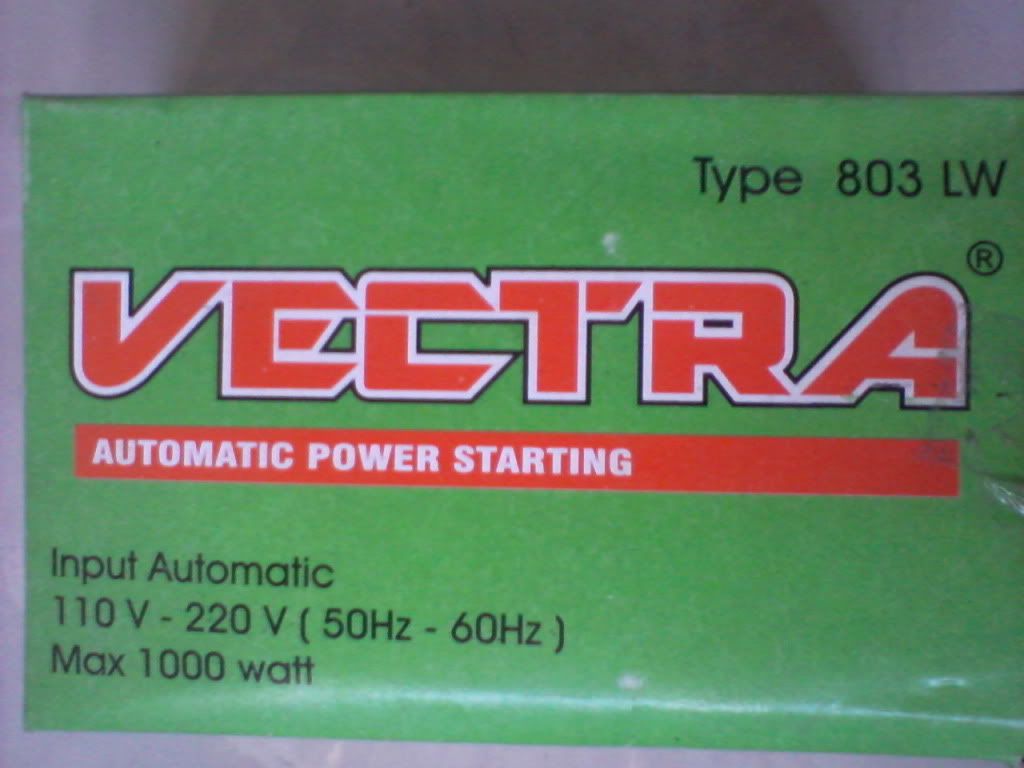 Type 803 LW
VECTRA ®
AUTOMATIC POWER STARTING
Input Automatic
110 V - 220 V ( 50Hz - 60Hz )
Max 1000 watt